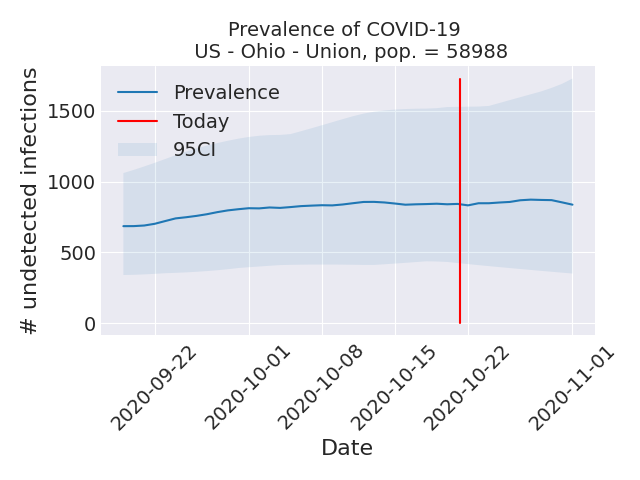 Prevalence of COVID-19
US - Ohio - Union, pop. = 58988
# undetected infections
1500
1000
500
0
Prevalence
Today
95CI
2020-09-22
2020-10-01
2020-10-08
2020-10-15
2020-10-22
2020-11-01
Date